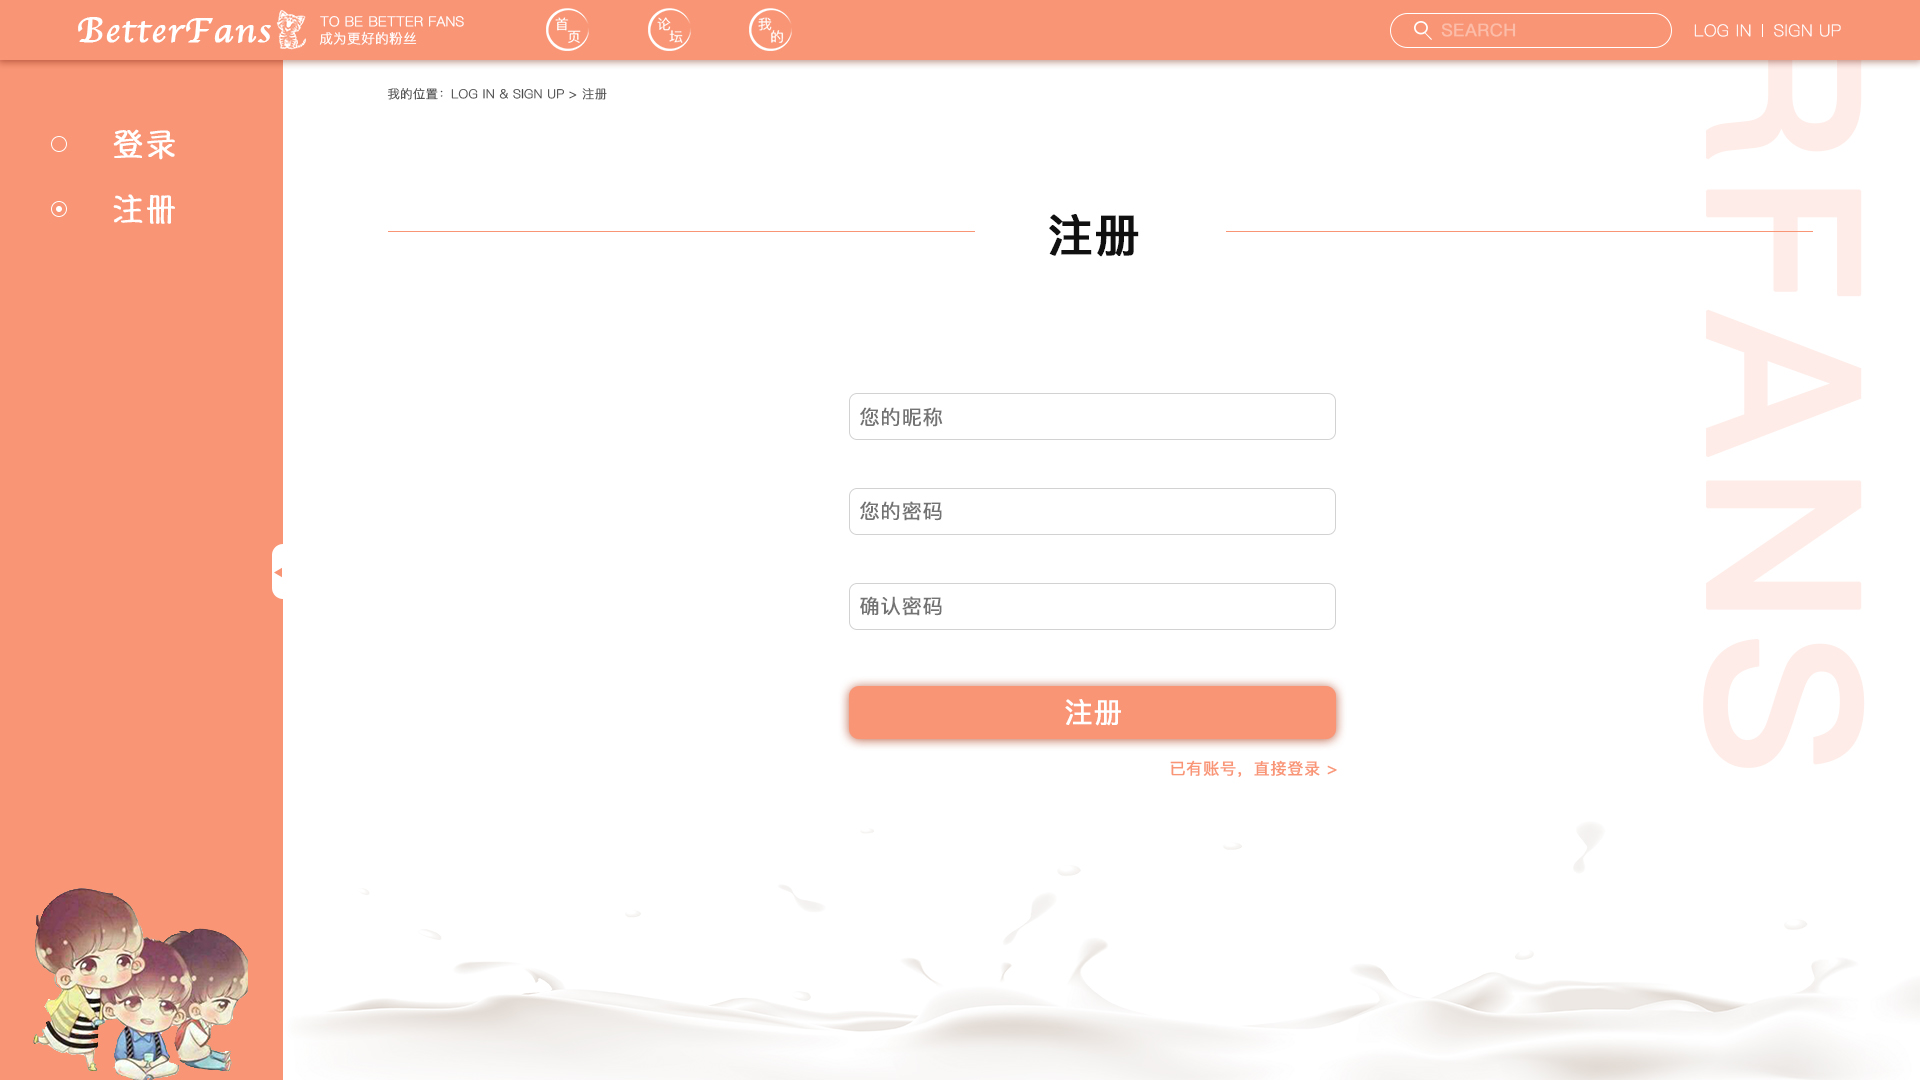 BetterFans
TO BE BETTER FANS
成为更好的粉丝
首页
论坛
我的
SEARCH
LOG IN | SIGN UP
登录
注册
我的位置：LOG IN & SIGN UP > 注册
注册
您的昵称
您的密码
确认密码
注册
已有账号，直接登录 >
RFANS